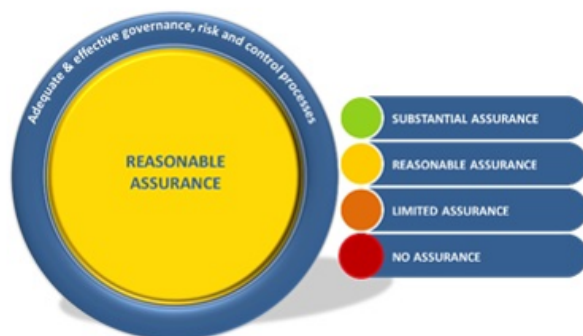 Adequate & effective governance, risk and control processes
REASONABLE
ASSURANCE
SUBSTANTIAL ASSURANCE
REASONABLE ASSURANCE
LIMITED ASSURANCE
NO ASSURANCE